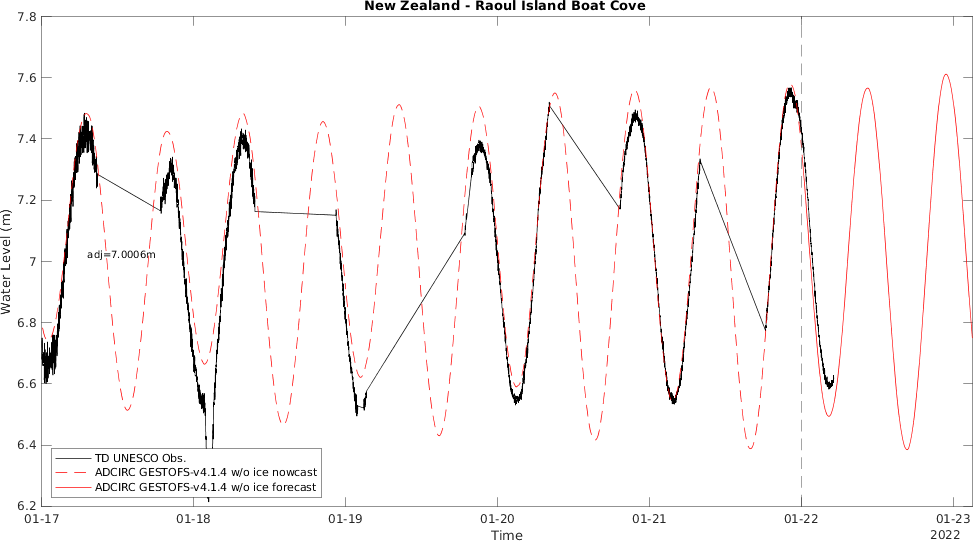 New Zealand - Raoul Island Boat Cove
Water Level (m)
7.8
7.6
7.4
7.2
7
6.8
6.6
6.4
6.2
adj=7.0006m
TD UNESCO Obs.
ADCIRC GESTOFS-v4.1.4 w/o ice nowcast
ADCIRC GESTOFS-v4.1.4 w/o ice forecast
01-17 01-18 01-19 01-20 01-21 01-22 01-23
Time
2022